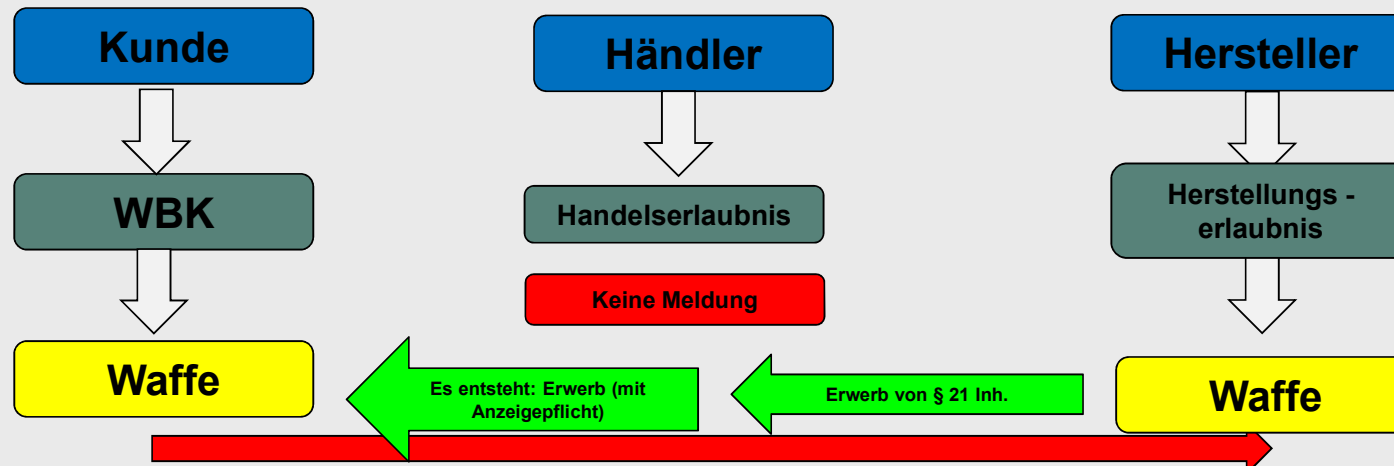 Kunde
Händler
Hersteller
WBK
Handelserlaubnis
Herstellungs -
erlaubnis
Keine Meldung
Waffe
Es entsteht: Erwerb (mit
Anzeigepflicht)
Erwerb von § 21 Inh.
Waffe